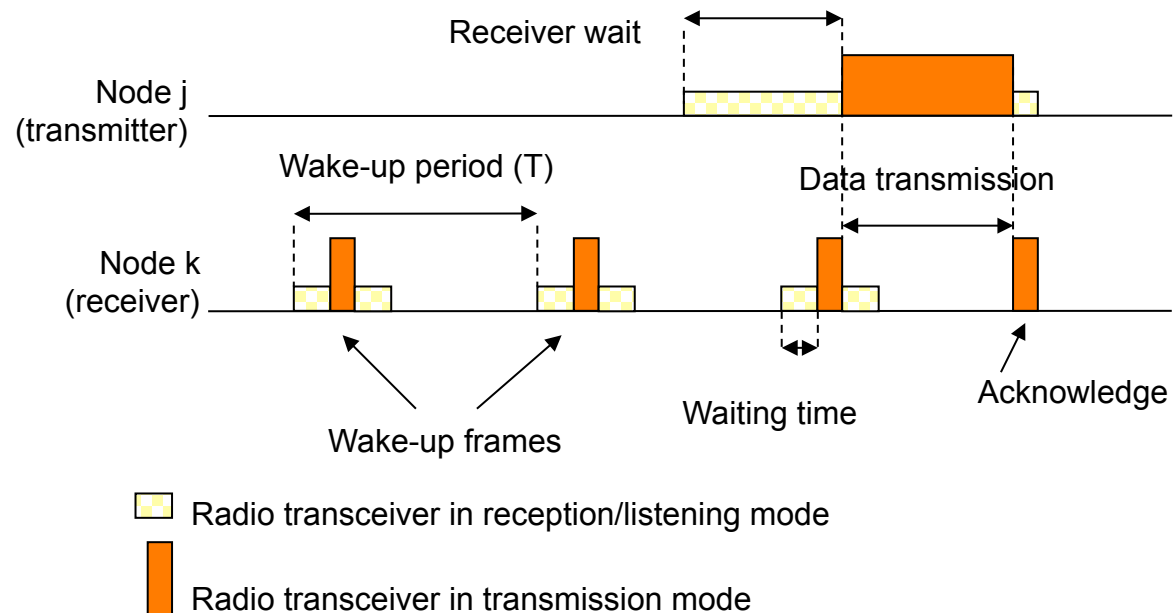 Receiver wait
Node j
(transmitter)
Wake-up period (T)
Data transmission
Node k
(receiver)
Waiting time
Acknowledge
Wake-up frames
Radio transceiver in reception/listening mode
Radio transceiver in transmission mode